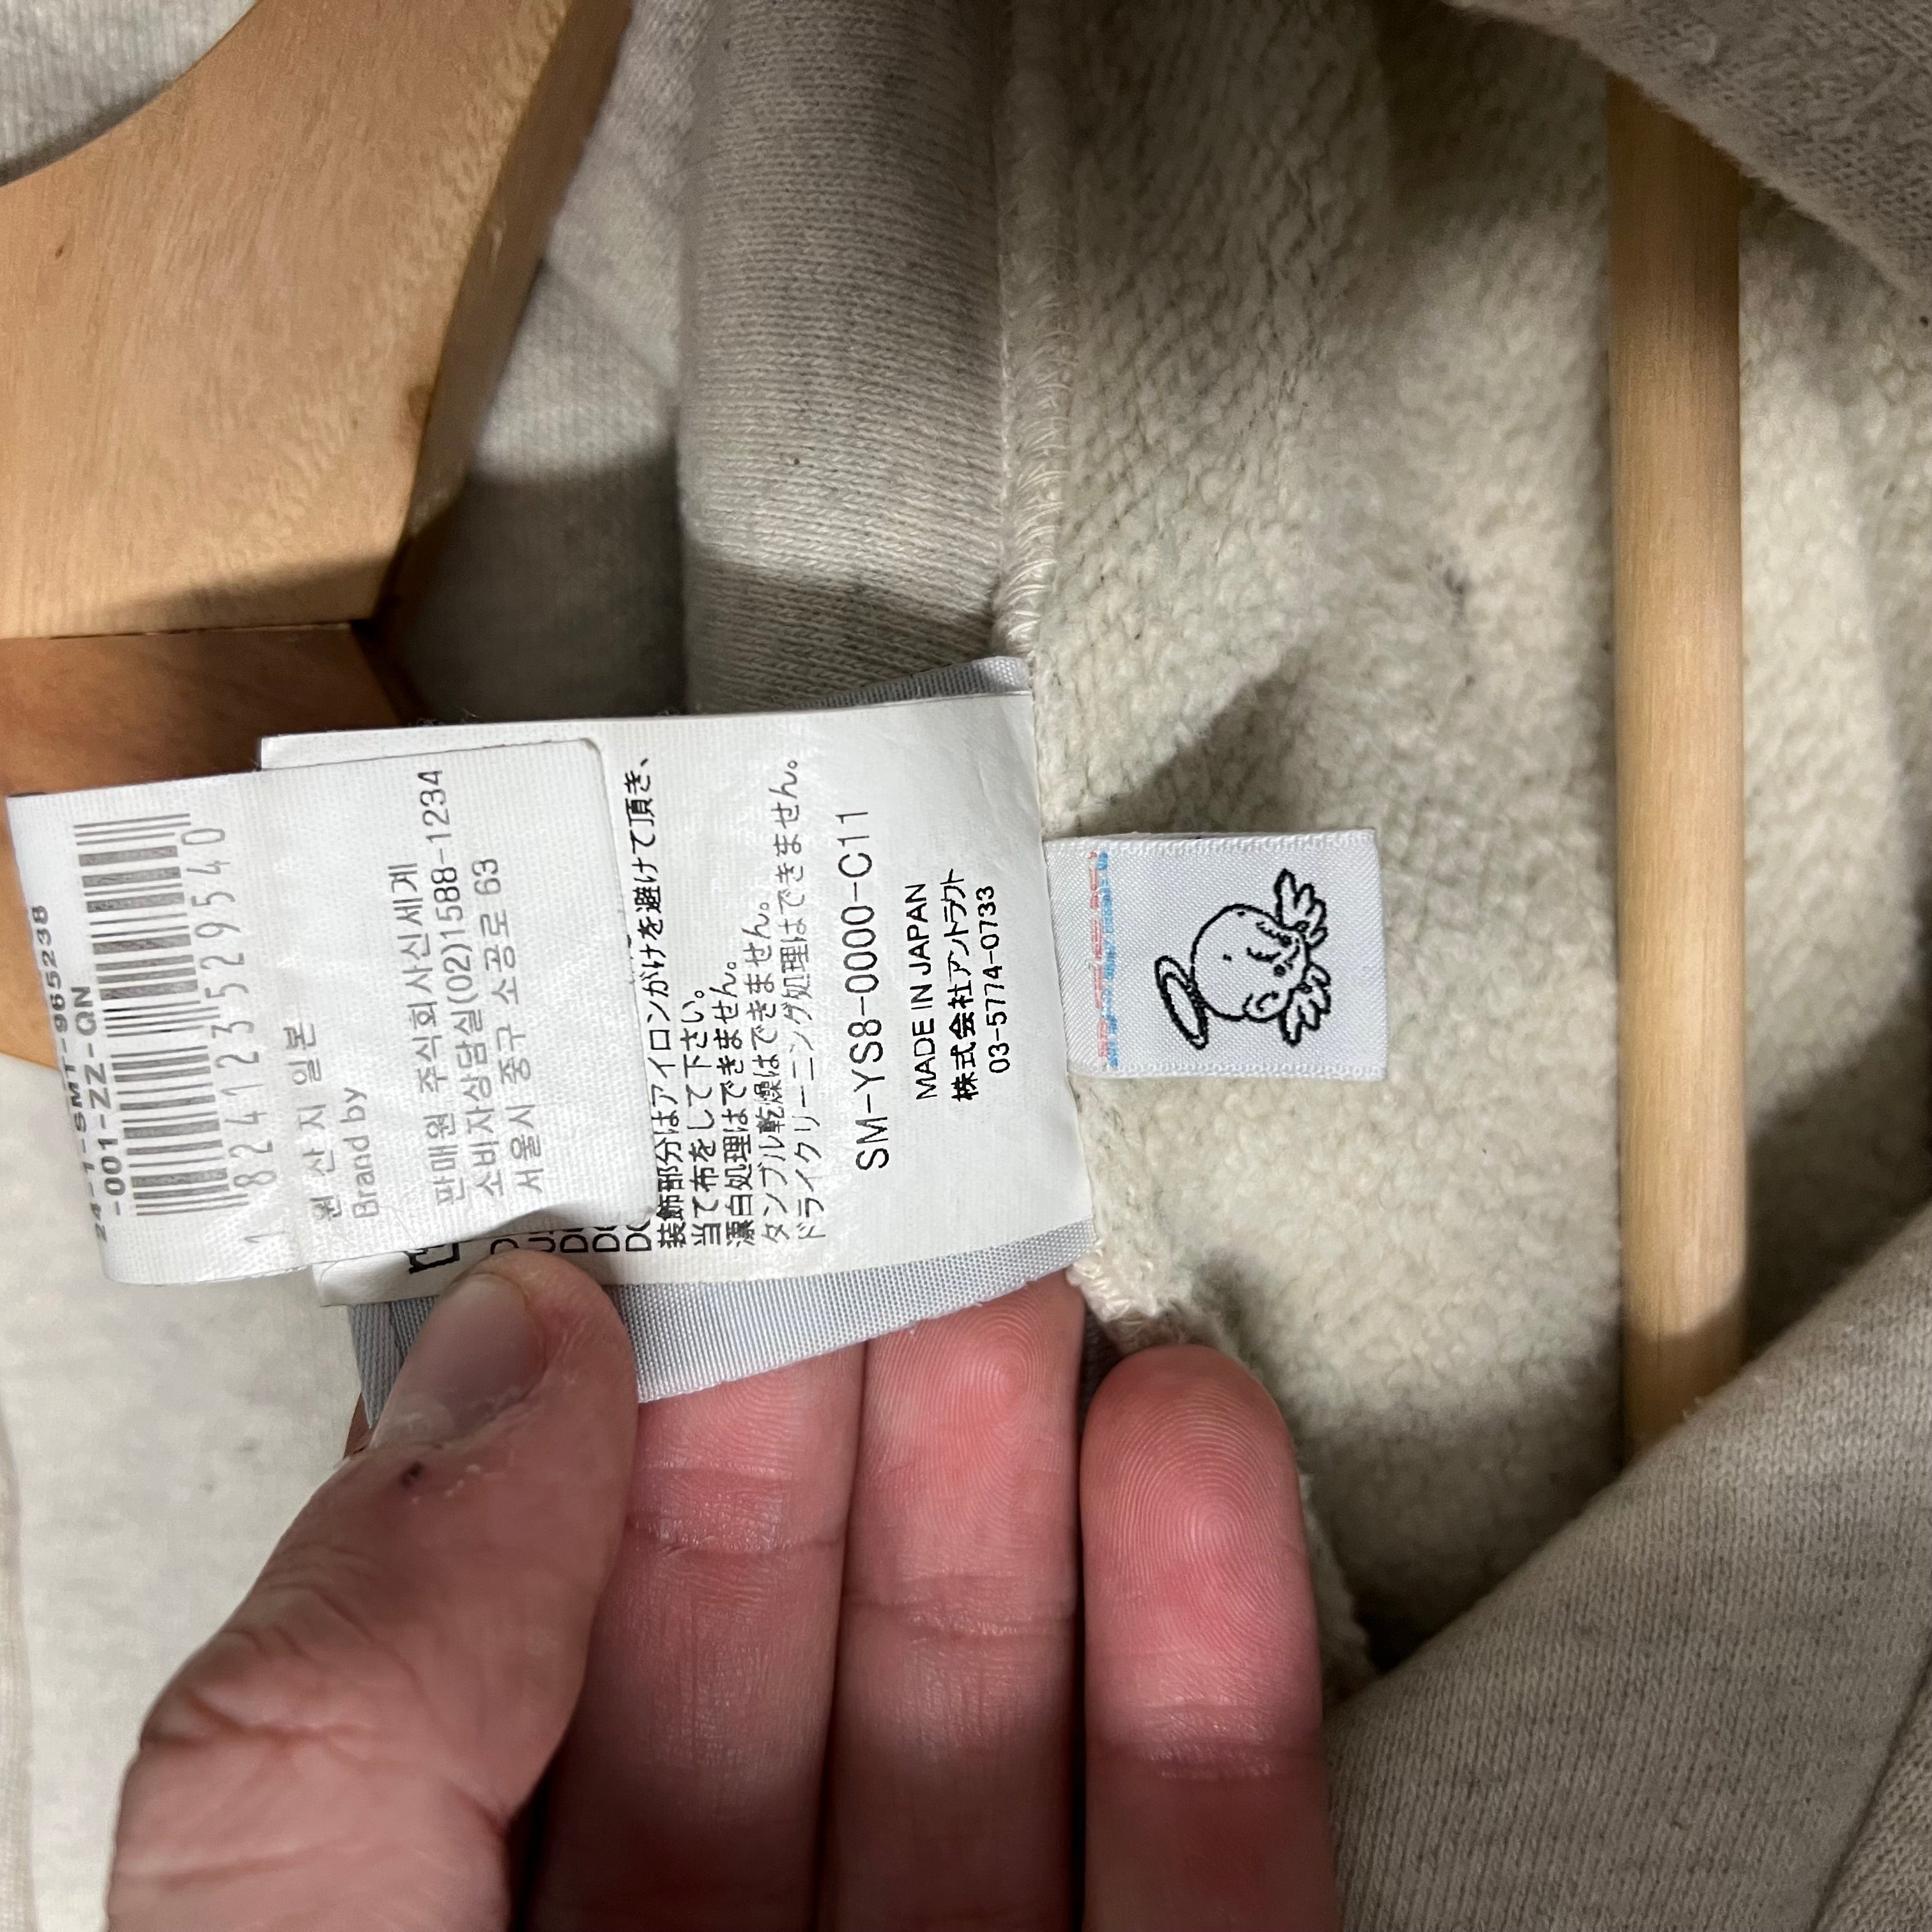 24-1-SMT-965238
-001-ZZ-QN
1824123529540
원 산 지 일본
Brand by
판매원 주식회사신세계
소비자상담실(02)1588-1234
서울시 중구 소공로 63
装飾部分はアイロンがけを避けて頂き、
当て布をして下さい。
漂白処理はできません。
タンブル乾燥はできません。
ドライクリーニング処理はできません。
SM-YS8-0000-C11
MADE IN JAPAN
株式会社アントラクト
03-5774-0733